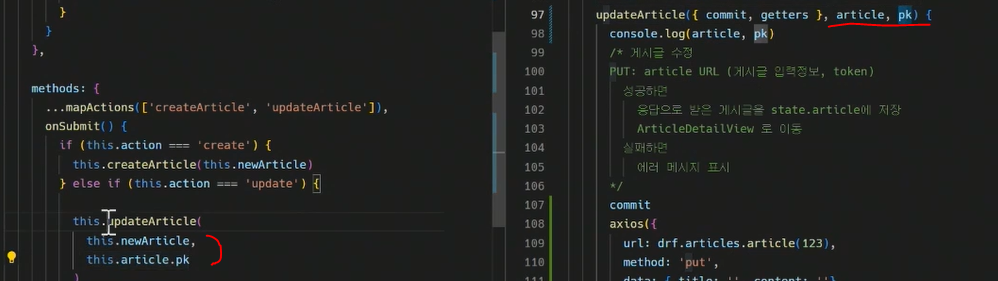 }
}
},
methods: {
...mapActions(['createArticle', 'updateArticle']),
onSubmit() {
if (this.action === 'create') {
this.createArticle(this.newArticle)
} else if (this.action === 'update') {
this.updateArticle(
this.newArticle,
this.article.pk
)
97 updateArticle({ commit, getters }, article, pk) {
98 console.log(article, pk)
99 /* 게시글 수정
100 PUT: article URL (게시글 입력정보, token)
101 성공하면
102 응답으로 받은 게시글을 state.article에 저장
103 ArticleDetailView 로 이동
104 실패하면
105 에러 메시지 표시
106 */
107 commit
108 axios({
109 url: drf.articles.article(123),
110 method: 'put',
111 data: { title: '', content: ''}